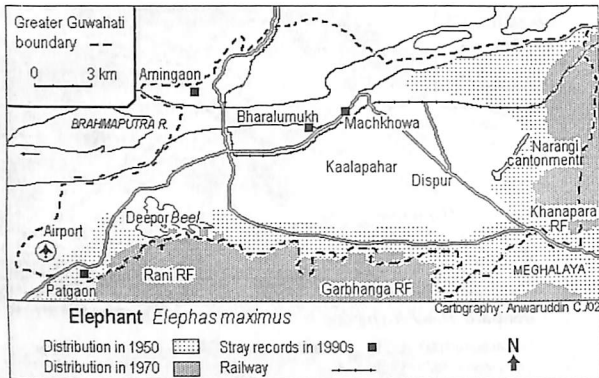 Greater Guwahati
boundary
0 3 km
Amingaon
BRAHMAPUTRA R.
Bharalumukh
Machkhowa
Kaalapahar
Narangi
cantonment
Dispur
Khanapara
RF
Airport
Deepor Beel
Rani RF
Garbhanga RF
MEGHALAYA
Patgaon
Cartography: Anwaruddin C./02
Elephant Elephas maximus
Distribution in 1950 Stray records in 1990s
Distribution in 1970 Railway
N